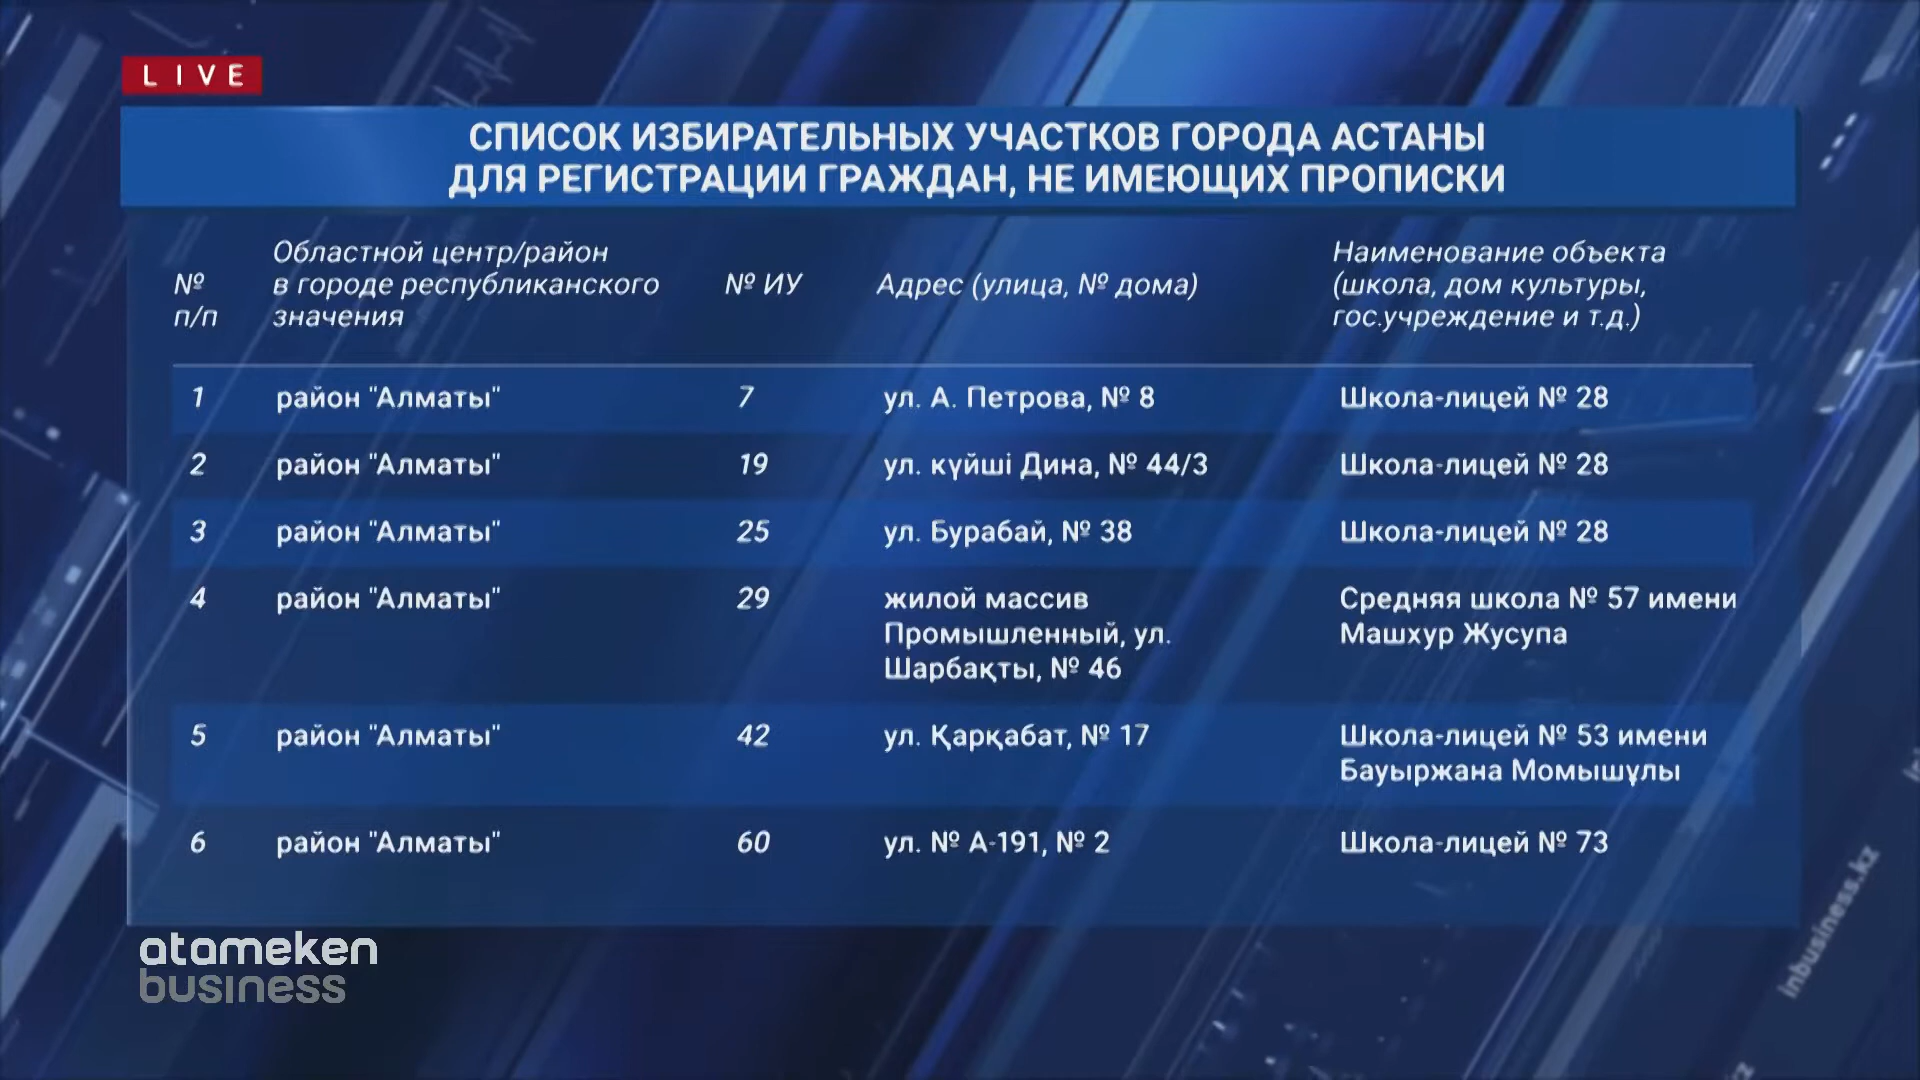 LIVE
СПИСОК ИЗБИРАТЕЛЬНЫХ УЧАСТКОВ ГОРОДА АСТАНЫ
ДЛЯ РЕГИСТРАЦИИ ГРАЖДАН, НЕ ИМЕЮЩИХ ПРОПИСКИ
№
п/п
Областной центр/район
в городе республиканского
значения
№ ИУ
Адрес (улица, № дома)
Наименование объекта
(школа, дом культуры,
гос.учреждение и т.д.)
1 район "Алматы" 7 ул. А. Петрова, № 8 Школа-лицей № 28
2 район "Алматы" 19 ул. күйші Дина, № 44/3 Школа-лицей № 28
3 район "Алматы" 25 ул. Бурабай, № 38 Школа-лицей № 28
4 район "Алматы" 29 жилой массив Средняя школа № 57 имени
Промышленный, ул. Машхур Жусупа
Шарбақты, № 46
5 район "Алматы" 42 ул. Қарқабат, № 17 Школа-лицей № 53 имени
Бауыржана Момышұлы
6 район "Алматы" 60 ул. № А-191, № 2 Школа-лицей № 73
atameken
business
inbusiness.kz